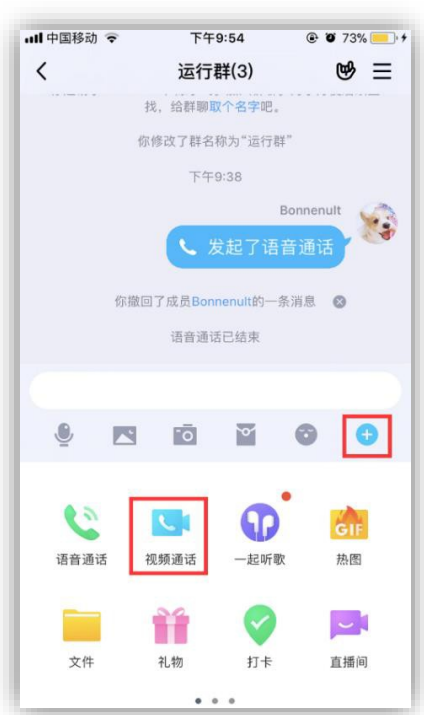 中国移动 下午9:54 73%
运行群(3)
找，给群聊取个名字吧。
你修改了群名称为“运行群”
下午9:38
Bonnenult
发起了语音通话
你撤回了成员Bonnenult的一条消息
语音通话已结束
语音通话 视频通话 一起听歌 GIF 热图
文件 礼物 打卡 直播间